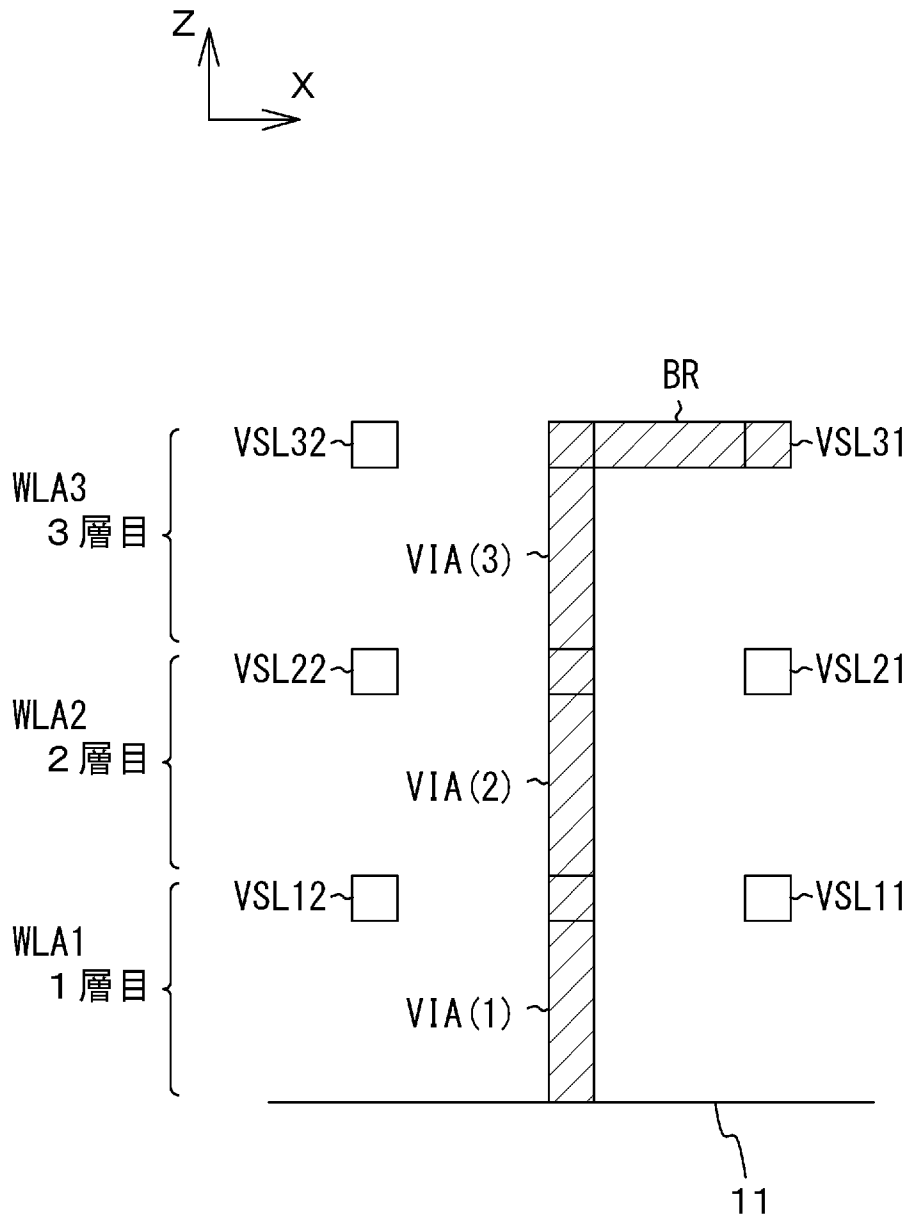 Z
X
BR
VSL32
VSL31
WLA3
3層目
VIA(3)
VSL22
VSL21
WLA2
2層目
VIA(2)
VSL12
VSL11
WLA1
1層目
VIA(1)
11